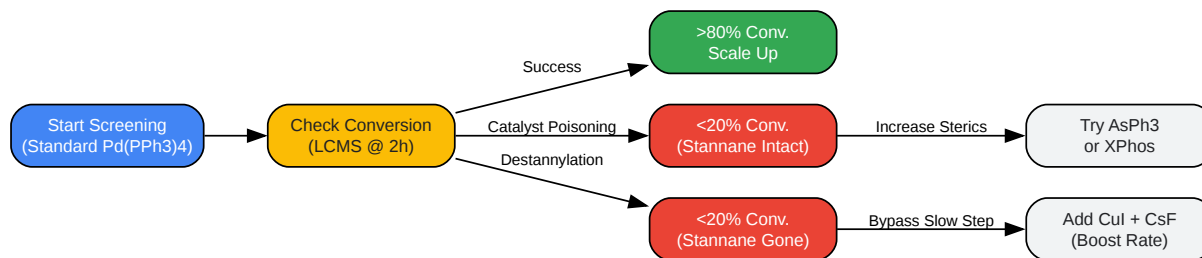 Start Screening
(Standard Pd(PPh3)4)
Check Conversion
(LCMS @ 2h)
Success
>80% Conv.
Scale Up
Catalyst Poisoning
<20% Conv.
(Stannane Intact)
Increase Sterics
Try AsPh3
or XPhos
Destannylation
<20% Conv.
(Stannane Gone)
Bypass Slow Step
Add CuI + CsF
(Boost Rate)